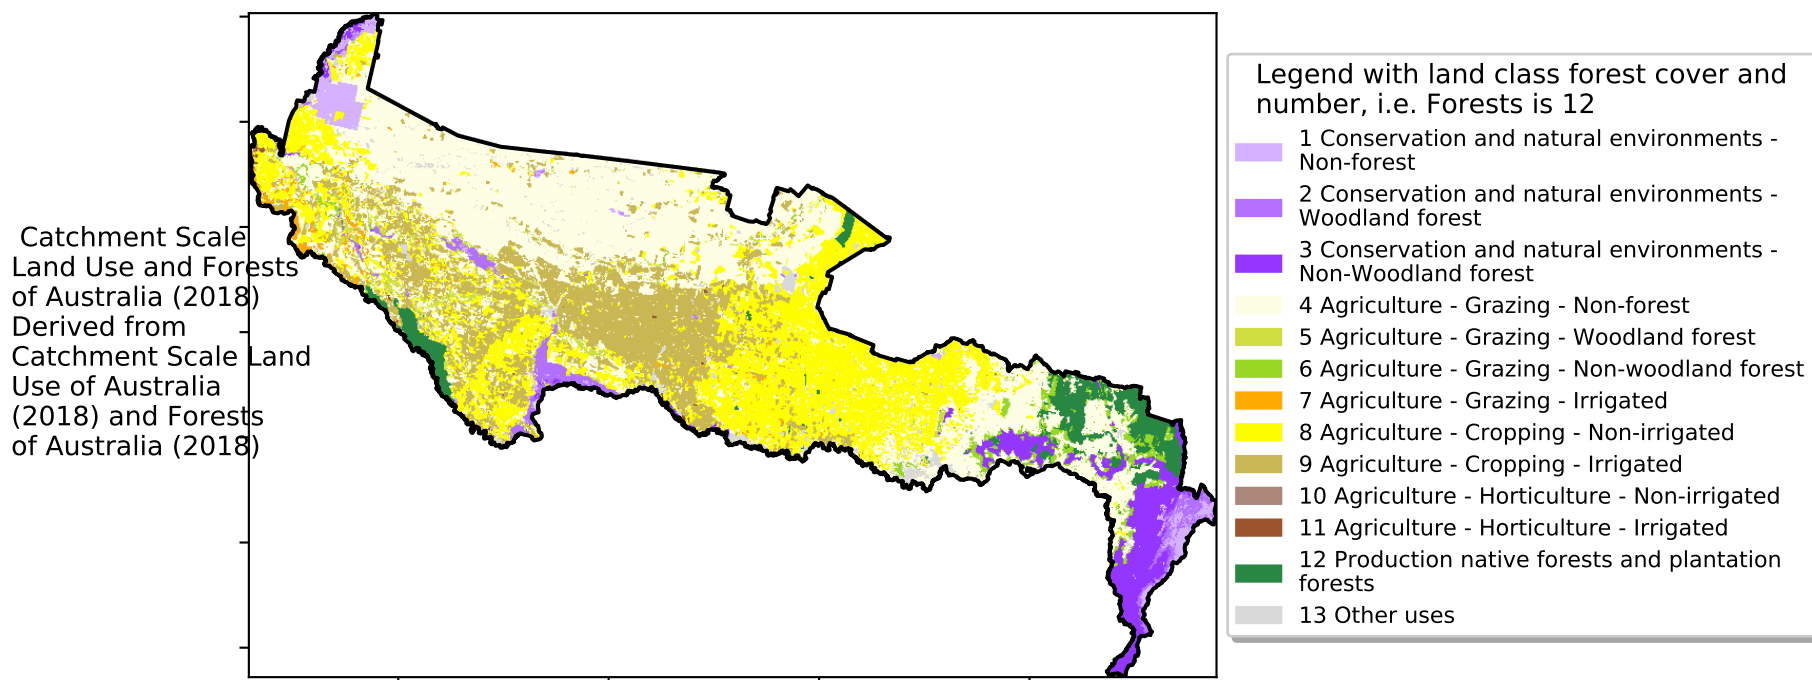 Catchment Scale
Land Use and Forests
of Australia (2018)
Derived from
Catchment Scale Land
Use of Australia
(2018) and Forests
of Australia (2018)
Legend with land class forest cover and
number, i.e. Forests is 12
1 Conservation and natural environments -
Non-forest
2 Conservation and natural environments -
Woodland forest
3 Conservation and natural environments -
Non-Woodland forest
4 Agriculture - Grazing - Non-forest
5 Agriculture - Grazing - Woodland forest
6 Agriculture - Grazing - Non-woodland forest
7 Agriculture - Grazing - Irrigated
8 Agriculture - Cropping - Non-irrigated
9 Agriculture - Cropping - Irrigated
10 Agriculture - Horticulture - Non-irrigated
11 Agriculture - Horticulture - Irrigated
12 Production native forests and plantation
forests
13 Other uses